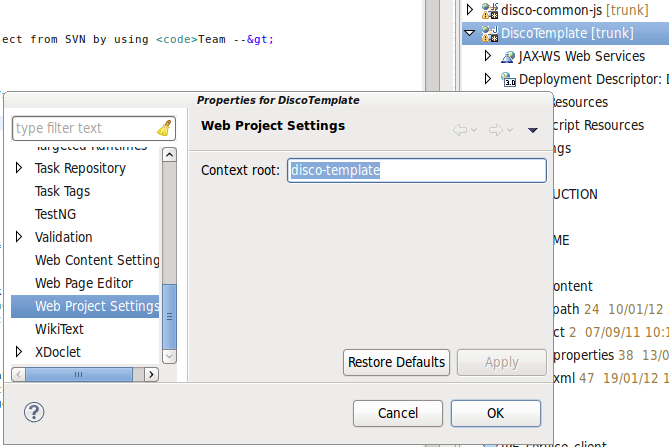 disco-common-js [trunk]
ect from SVN by using <code>Team --&gt;
DiscoTemplate [trunk]
JAX-WS Web Services
Deployment Descriptor:
Properties for DiscoTemplate
type filter text
Web Project Settings
Resources
Targeted Runtimes
cript Resources
Task Repository
Context root: disco-template
ngs
Task Tags
UCTION
TestNG
Validation
ME
Web Content Setting
Web Page Editor
ontent
Web Project Settings
path 24 10/01/12
WikiText
ct 2 07/09/11 10:1
XDoclet
properties 38 13/0
Restore Defaults
Apply
xml 47 19/01/12 1
?
Cancel
OK